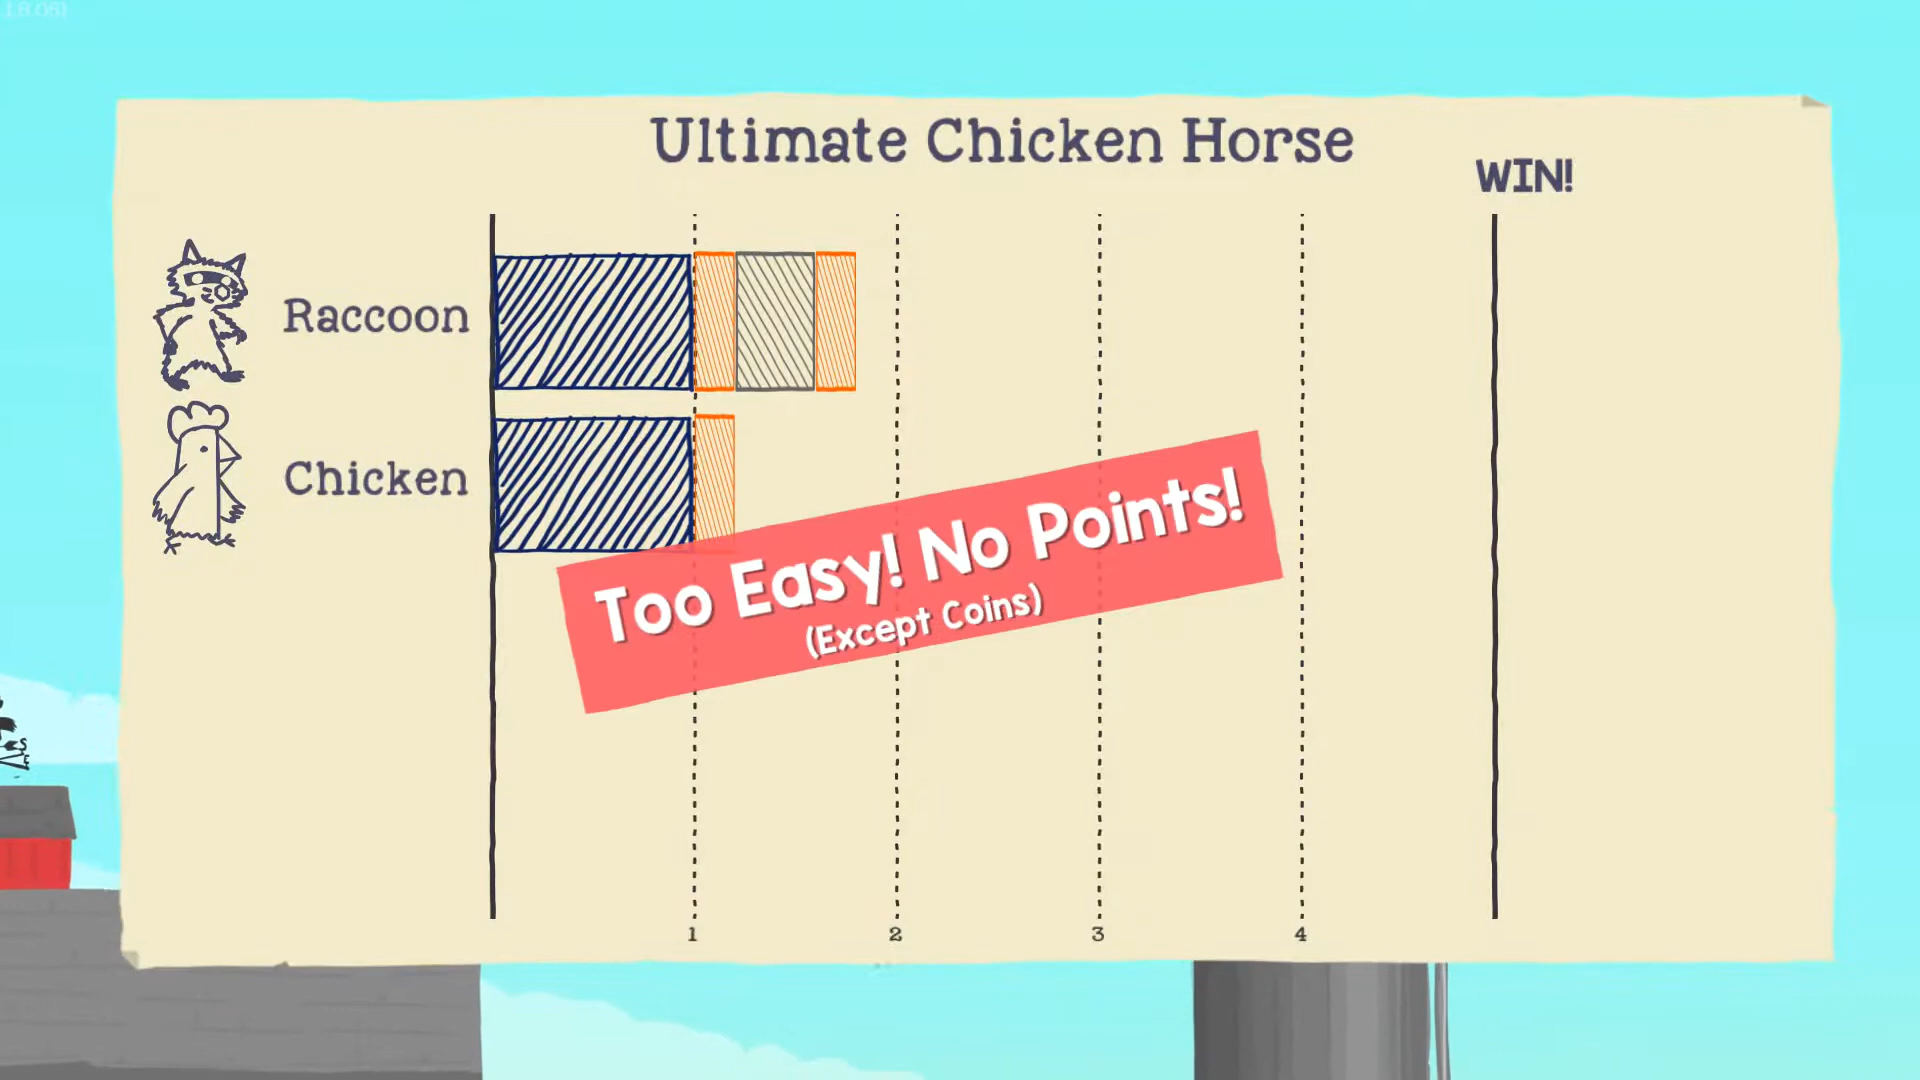 Ultimate Chicken Horse
WIN!
Raccoon
Chicken
Too Easy! No Points!
(Except Coins)
1 2 3 4